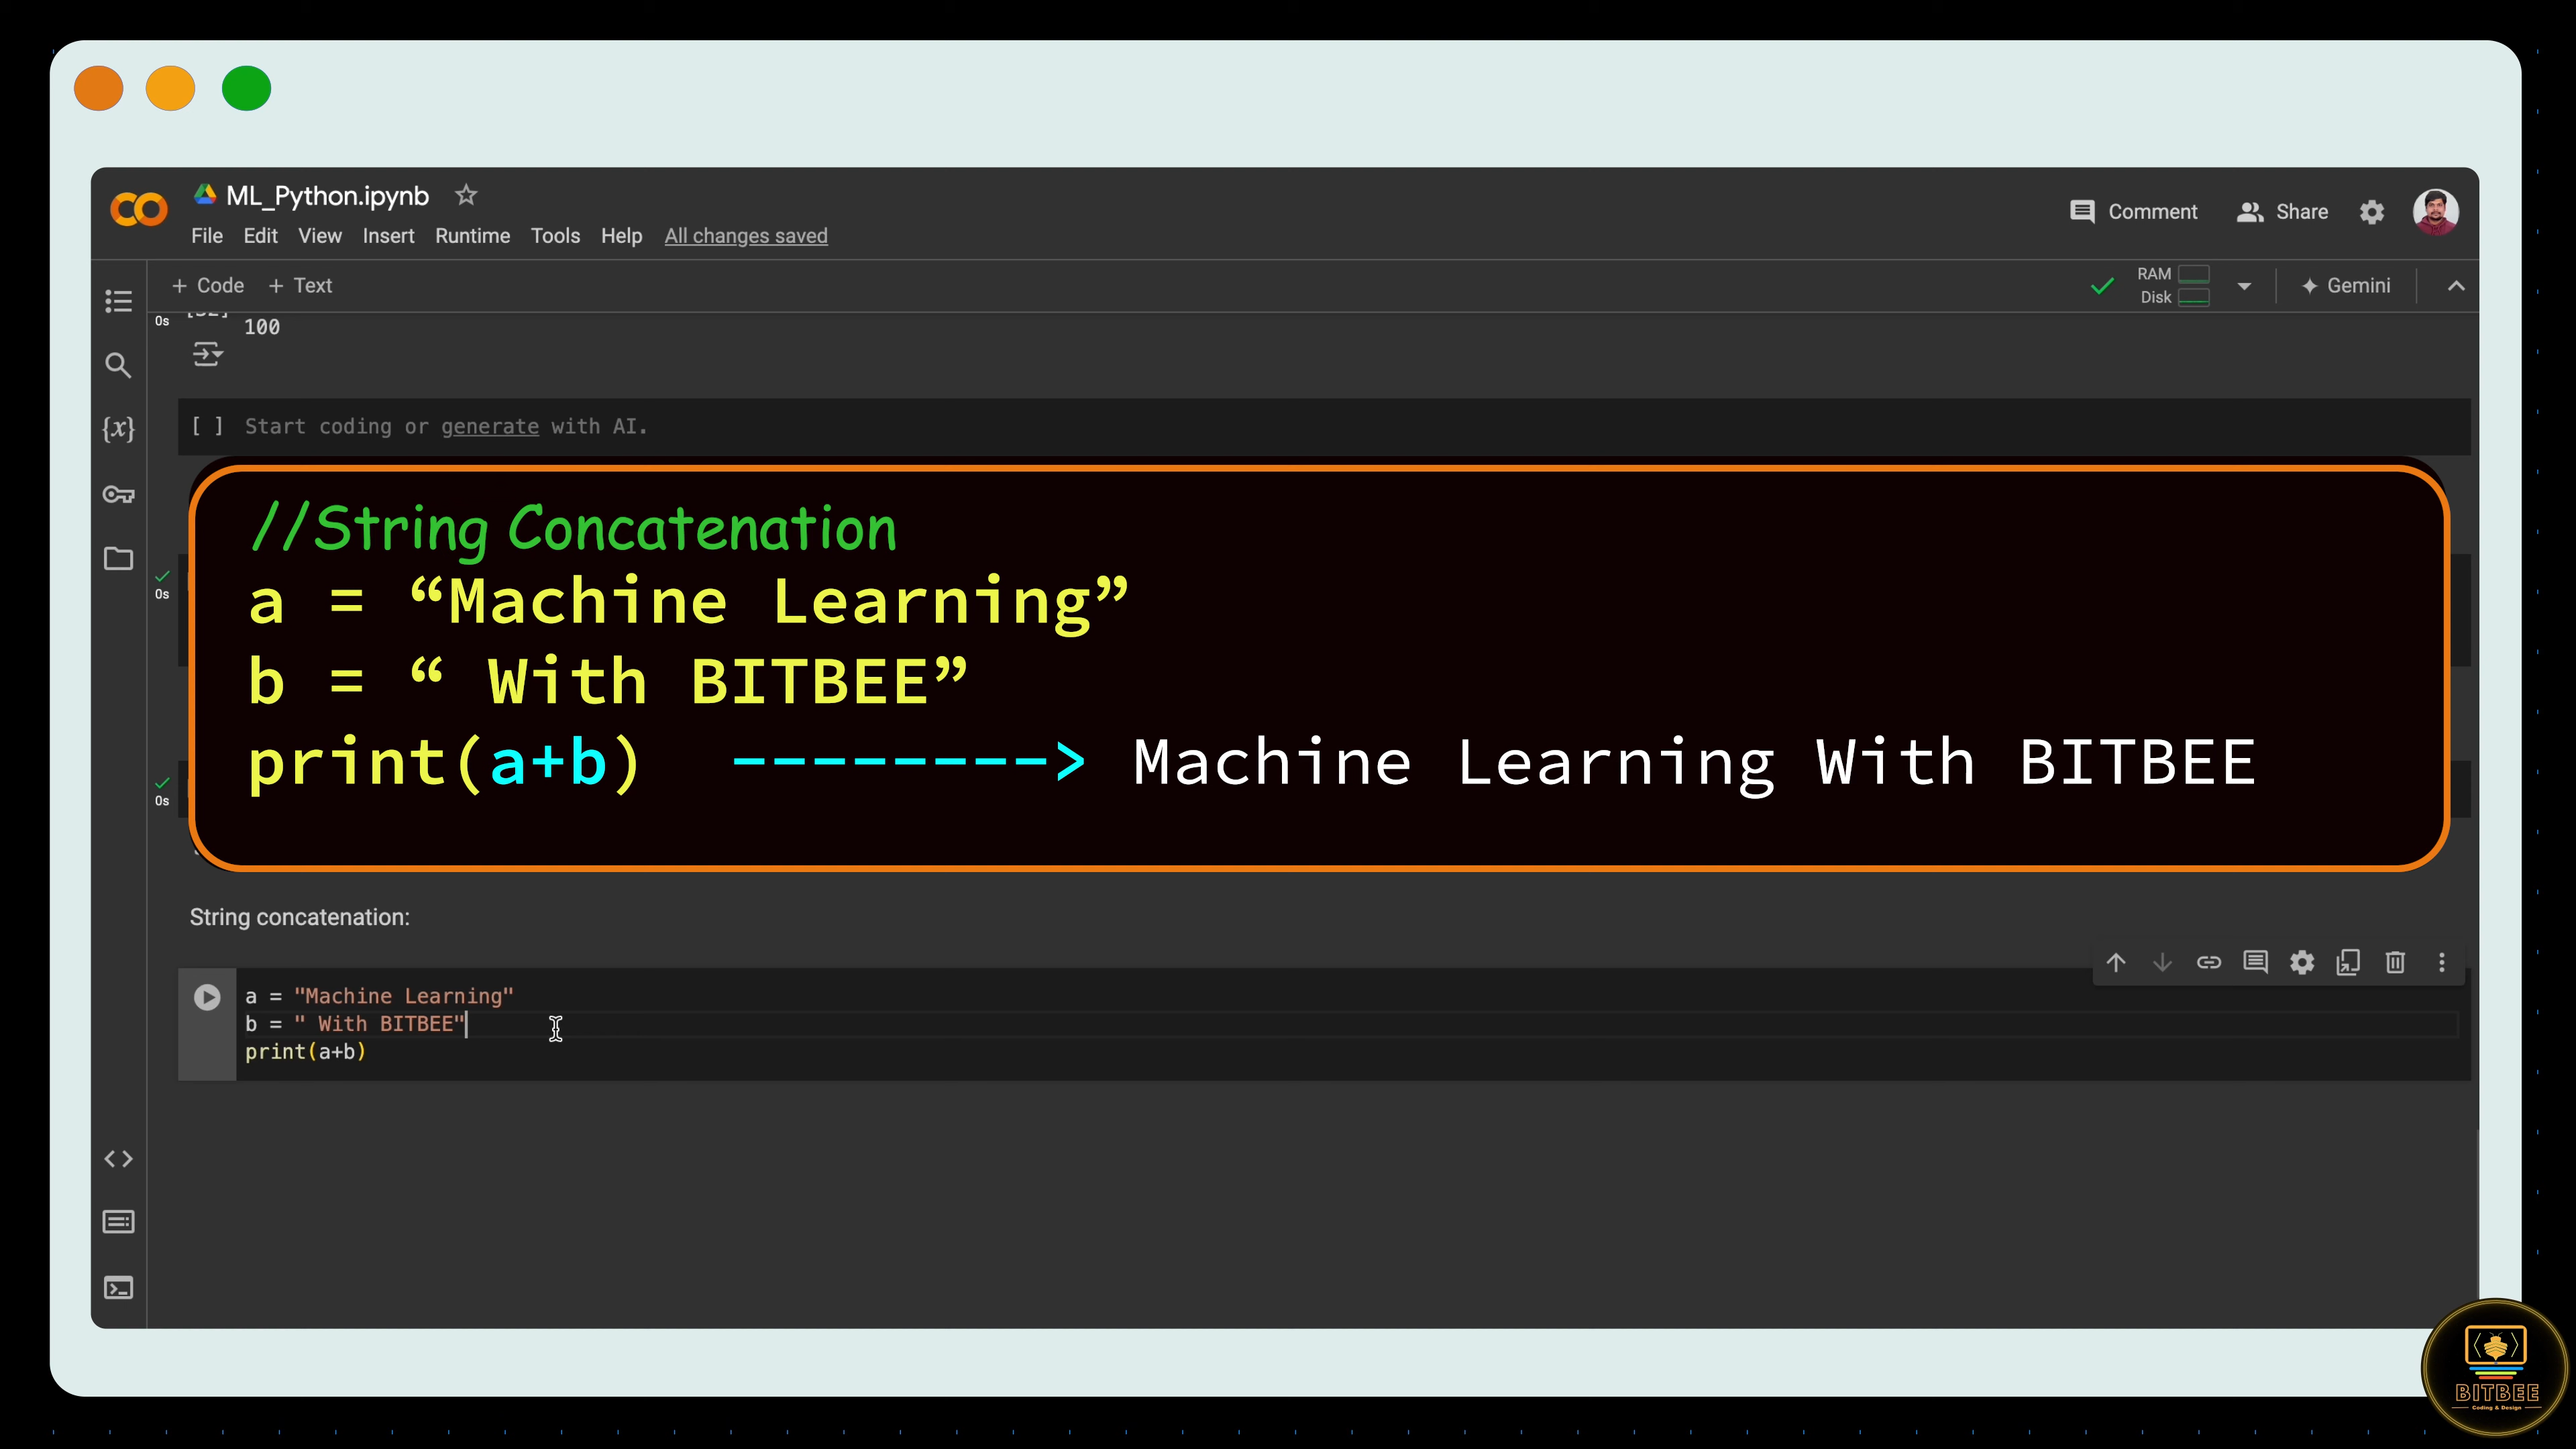 ML_Python.ipynb
Comment
Share
File Edit View Insert Runtime Tools Help All changes saved
+ Code + Text
RAM
Disk
Gemini
0s
100
[ ] Start coding or generate with AI.
//String Concatenation
a = “Machine Learning”
b = “ With BITBEE”
print(a+b) --------> Machine Learning With BITBEE
0s
0s
String concatenation:
a = "Machine Learning"
b = " With BITBEE"
print(a+b)
{x}
BITBEE
Coding & Design